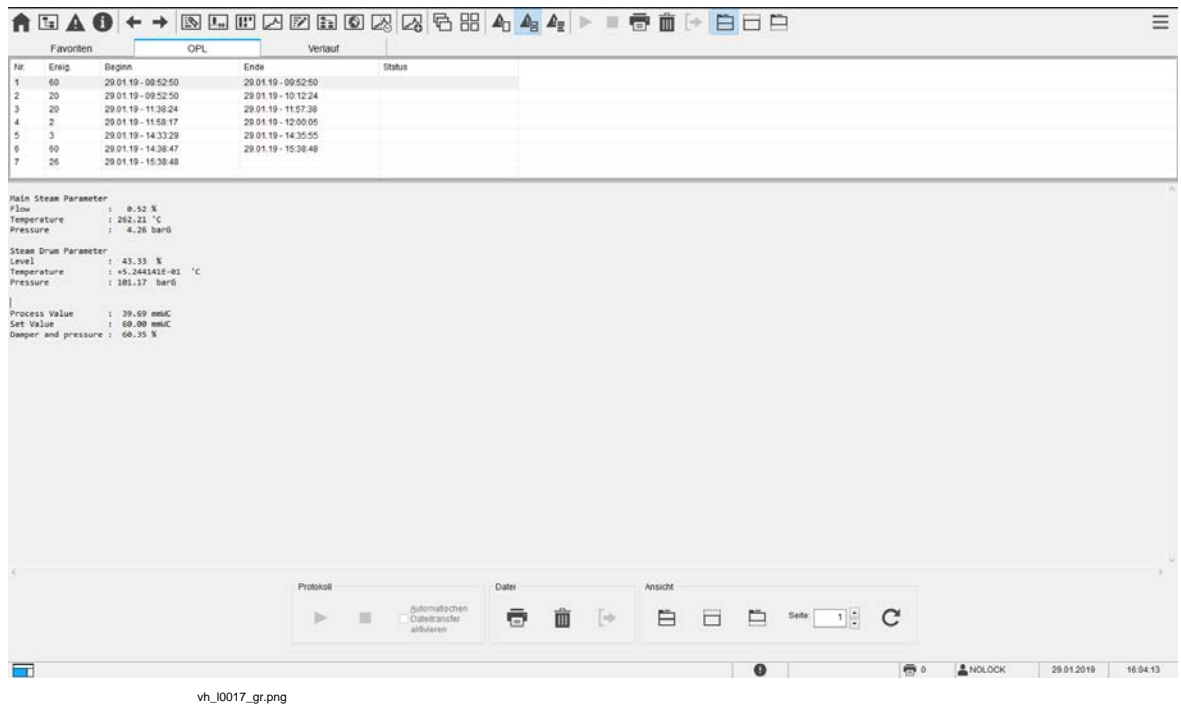 Favoriten OPL Verlauf
Nr. Ereig. Beginn Ende Status
1 60 29.01.19 - 08:52:50 29.01.19 - 09:52:50
2 20 29.01.19 - 09:52:50 29.01.19 - 10:12:24
3 20 29.01.19 - 11:38:24 29.01.19 - 11:57:38
4 2 29.01.19 - 11:58:17 29.01.19 - 12:00:05
5 3 29.01.19 - 14:33:29 29.01.19 - 14:35:55
6 60 29.01.19 - 14:38:47 29.01.19 - 15:38:48
7 26 29.01.19 - 15:38:48
Main Steam Parameter
Flow : 0.52 %
Temperature : 262.21 °C
Pressure : 4.26 barG
Steam Drum Parameter
Level : 43.33 %
Temperature : +5.244141E-01 °C
Pressure : 101.17 barG
Process Value : 39.69 mmWC
Set Value : 60.00 mmWC
Damper and pressure : 60.35 %
Protokoll Datei Ansicht
Automatischen
Dateitransfer
aktivieren
Seite: 1
0 NOLOCK 29.01.2019 16:04:13
vh_l0017_gr.png